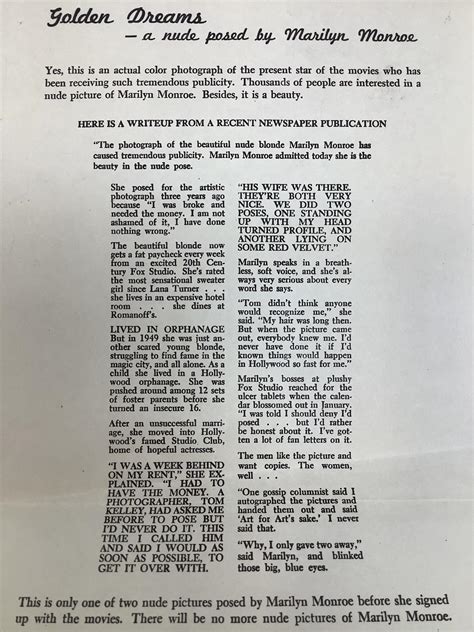 Golden Dreams
— a nude posed by Marilyn Monroe
Yes, this is an actual color photograph of the present star of the movies who has
been receiving such tremendous publicity. Thousands of people are interested in a
nude picture of Marilyn Monroe. Besides, it is a beauty.
HERE IS A WRITEUP FROM A RECENT NEWSPAPER PUBLICATION
"The photograph of the beautiful nude blonde Marilyn Monroe has
caused tremendous publicity. Marilyn Monroe admitted today she is the
beauty in the nude pose.
She posed for the artistic
photograph three years ago
because "I was broke and
needed the money. I am not
ashamed of it, I have done
nothing wrong."
The beautiful blonde now
gets a fat paycheck every week
from an excited 20th Cen-
tury Fox Studio. She's rated
the most sensational sweater
girl since Lana Turner . . .
she lives in an expensive hotel
room . . . she dines at
Romanoff's.
LIVED IN ORPHANAGE
But in 1949 she was just an-
other scared young blonde,
struggling to find fame in the
magic city, and all alone. As a
child she lived in a Holly-
wood orphanage. She was
pushed around among 12 sets
of foster parents before she
turned an insecure 16.
After an unsuccessful marri-
age, she moved into Holly-
wood's famed Studio Club,
home of hopeful actresses.
"I WAS A WEEK BEHIND
ON MY RENT," SHE EX-
PLAINED. "I HAD TO
HAVE THE MONEY. A
PHOTOGRAPHER, TOM
KELLEY, HAD ASKED ME
BEFORE TO POSE BUT
I'D NEVER DO IT. THIS
TIME I CALLED HIM
AND SAID I WOULD AS
SOON AS POSSIBLE, TO
GET IT OVER WITH.
"HIS WIFE WAS THERE.
THEY'RE BOTH VERY
NICE. WE DID TWO
POSES, ONE STANDING
UP WITH MY HEAD
TURNED PROFILE, AND
ANOTHER LYING ON
SOME RED VELVET."
Marilyn speaks in a breath-
less, soft voice, and she's al-
ways very serious about every
word she says.
"Tom didn't think anyone
would recognize me," she
said. "My hair was long then.
But when the picture came
out, everybody knew me. I'd
never have done it if I'd
known things would happen
in Hollywood so fast for me."
Marilyn's bosses at plushy
Fox Studio reached for the
ulcer tablets when the calen-
dar blossomed out in January.
"I was told I should deny I'd
posed . . . but I'd rather
be honest about it. I've got-
ten a lot of fan letters on it.
The men like the picture and
want copies. The women,
well . . .
"One gossip columnist said I
autographed the pictures and
handed them out and said
'Art for Art's sake.' I never
said that.
"Why, I only gave two away,"
said Marilyn, and blinked
those big, blue eyes.
This is only one of two nude pictures posed by Marilyn Monroe before she signed
up with the movies. There will be no more nude pictures of Marilyn Monroe.